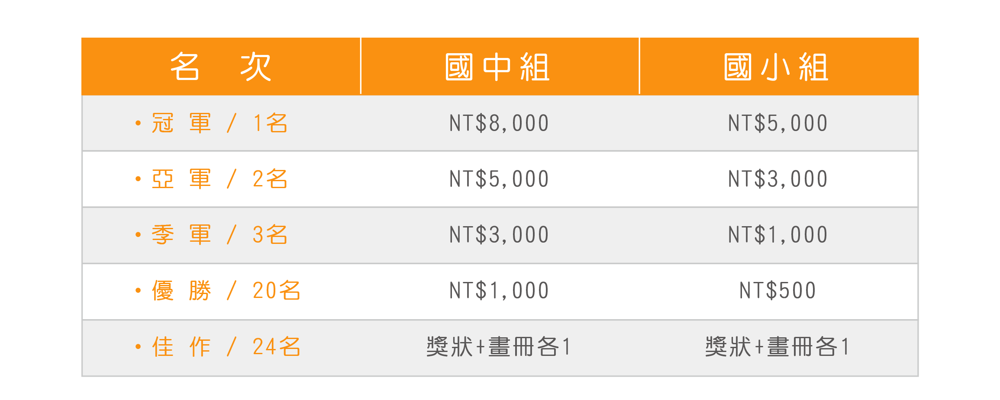 名 次 國中組 國小組
・冠 軍 / 1名 NT$8,000 NT$5,000
・亞 軍 / 2名 NT$5,000 NT$3,000
・季 軍 / 3名 NT$3,000 NT$1,000
・優 勝 / 20名 NT$1,000 NT$500
・佳 作 / 24名 獎狀+畫冊各1 獎狀+畫冊各1